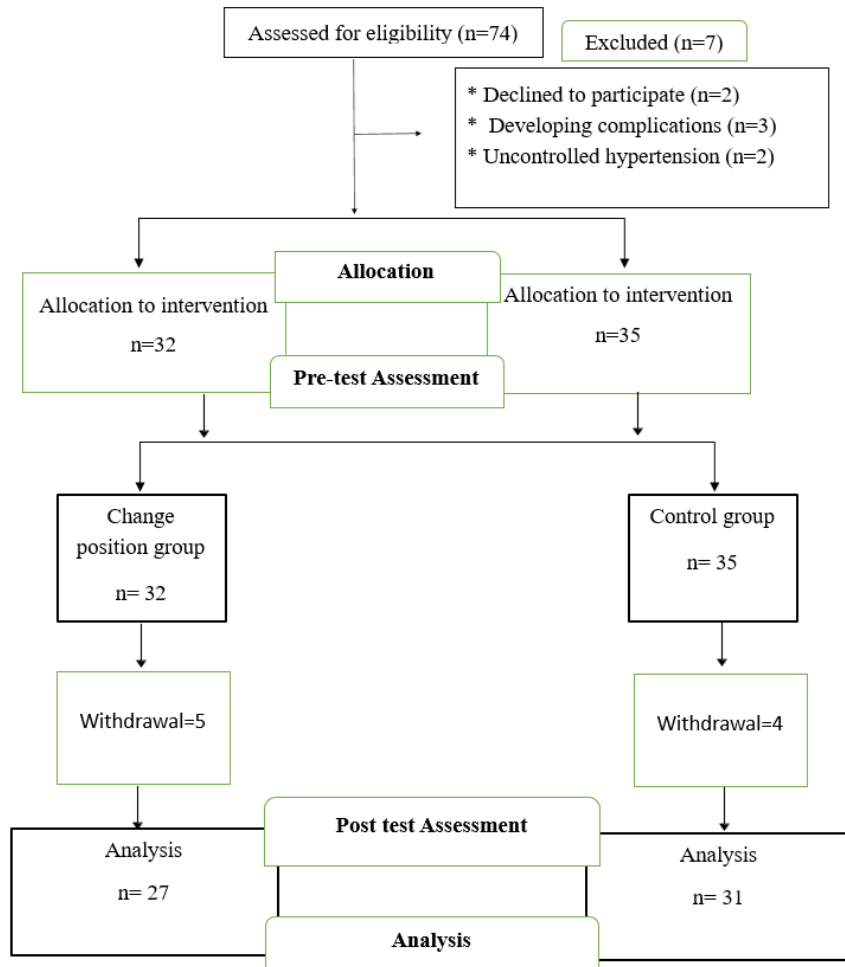 Assessed for eligibility (n=74)
Excluded (n=7)
* Declined to participate (n=2)
* Developing complications (n=3)
* Uncontrolled hypertension (n=2)
Allocation
Allocation to intervention
n=32
Allocation to intervention
n=35
Pre-test Assessment
Change
position group
n= 32
Control group
n= 35
Withdrawal=5
Withdrawal=4
Post test Assessment
Analysis
n= 27
Analysis
n= 31
Analysis